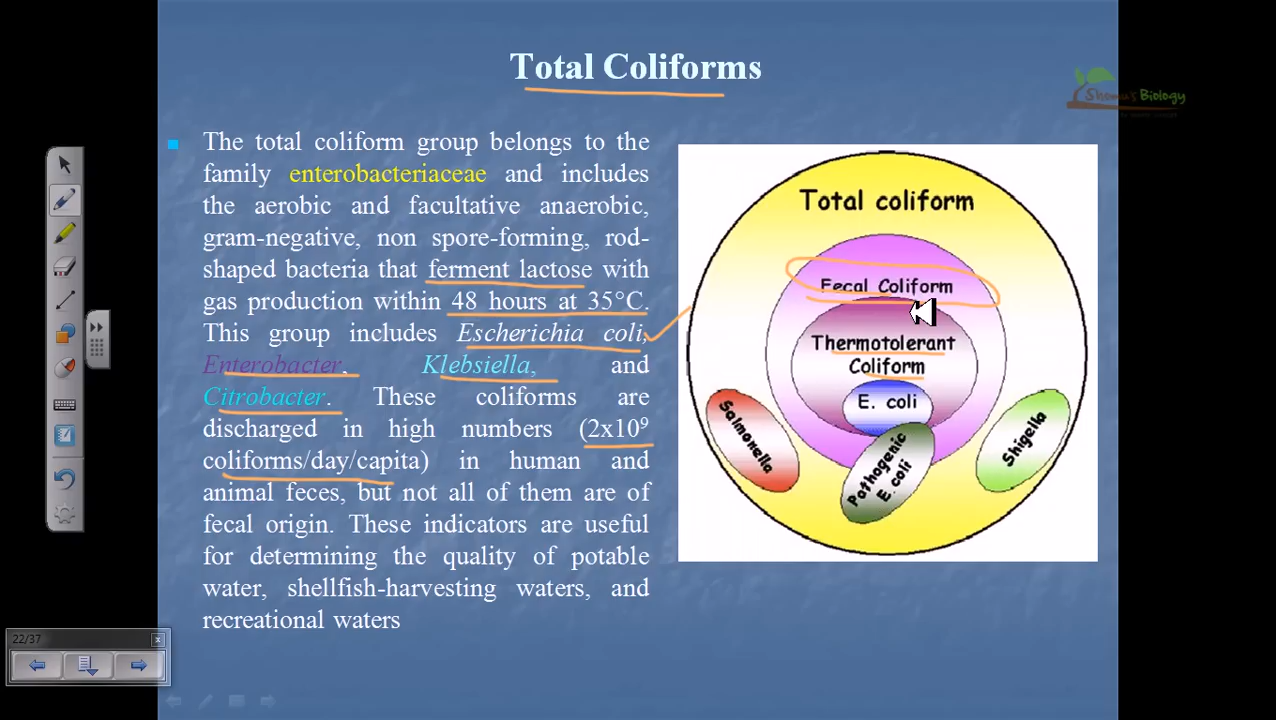 Total Coliforms
Shomu's Biology
The total coliform group belongs to the
family enterobacteriaceae and includes
the aerobic and facultative anaerobic,
gram-negative, non spore-forming, rod-
shaped bacteria that ferment lactose with
gas production within 48 hours at 35°C.
This group includes Escherichia coli,
Enterobacter, Klebsiella, and
Citrobacter. These coliforms are
discharged in high numbers (2x10⁹
coliforms/day/capita) in human and
animal feces, but not all of them are of
fecal origin. These indicators are useful
for determining the quality of potable
water, shellfish-harvesting waters, and
recreational waters
Total coliform
Fecal Coliform
Thermotolerant
Coliform
E. coli
Salmonella
Pathogenic
E. coli
Shigella
22/37